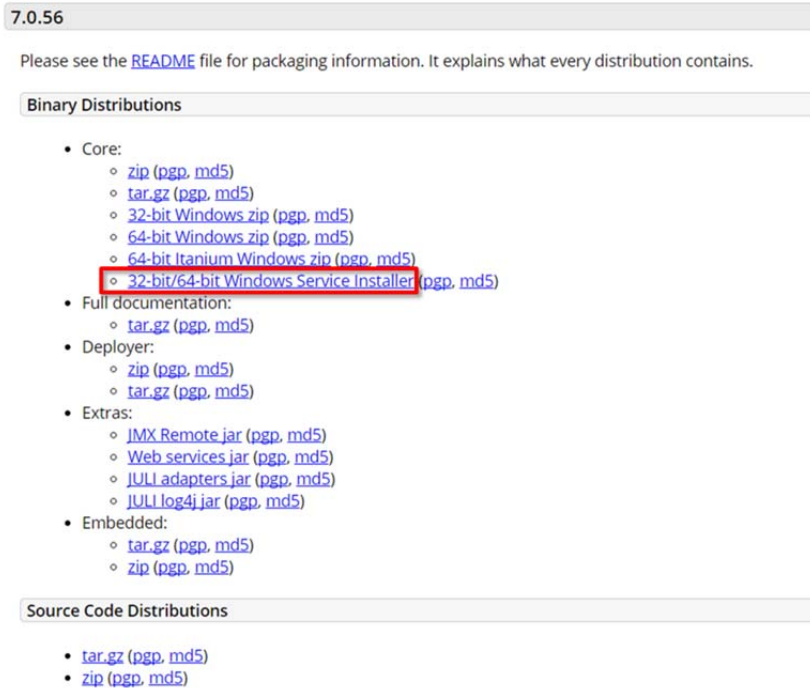 7.0.56
Please see the README file for packaging information. It explains what every distribution contains.
Binary Distributions
Core:
zip (pgp, md5)
tar.gz (pgp, md5)
32-bit Windows zip (pgp, md5)
64-bit Windows zip (pgp, md5)
64-bit Itanium Windows zip (pgp, md5)
32-bit/64-bit Windows Service Installer (pgp, md5)
Full documentation:
tar.gz (pgp, md5)
Deployer:
zip (pgp, md5)
tar.gz (pgp, md5)
Extras:
JMX Remote jar (pgp, md5)
Web services jar (pgp, md5)
JULI adapters jar (pgp, md5)
JULI log4j jar (pgp, md5)
Embedded:
tar.gz (pgp, md5)
zip (pgp, md5)
Source Code Distributions
tar.gz (pgp, md5)
zip (pgp, md5)